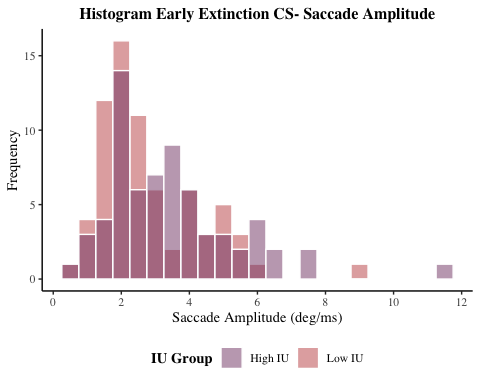 Histogram Early Extinction CS- Saccade Amplitude
15
10
5
0
Frequency
0 2 4 6 8 10 12
Saccade Amplitude (deg/ms)
IU Group High IU Low IU